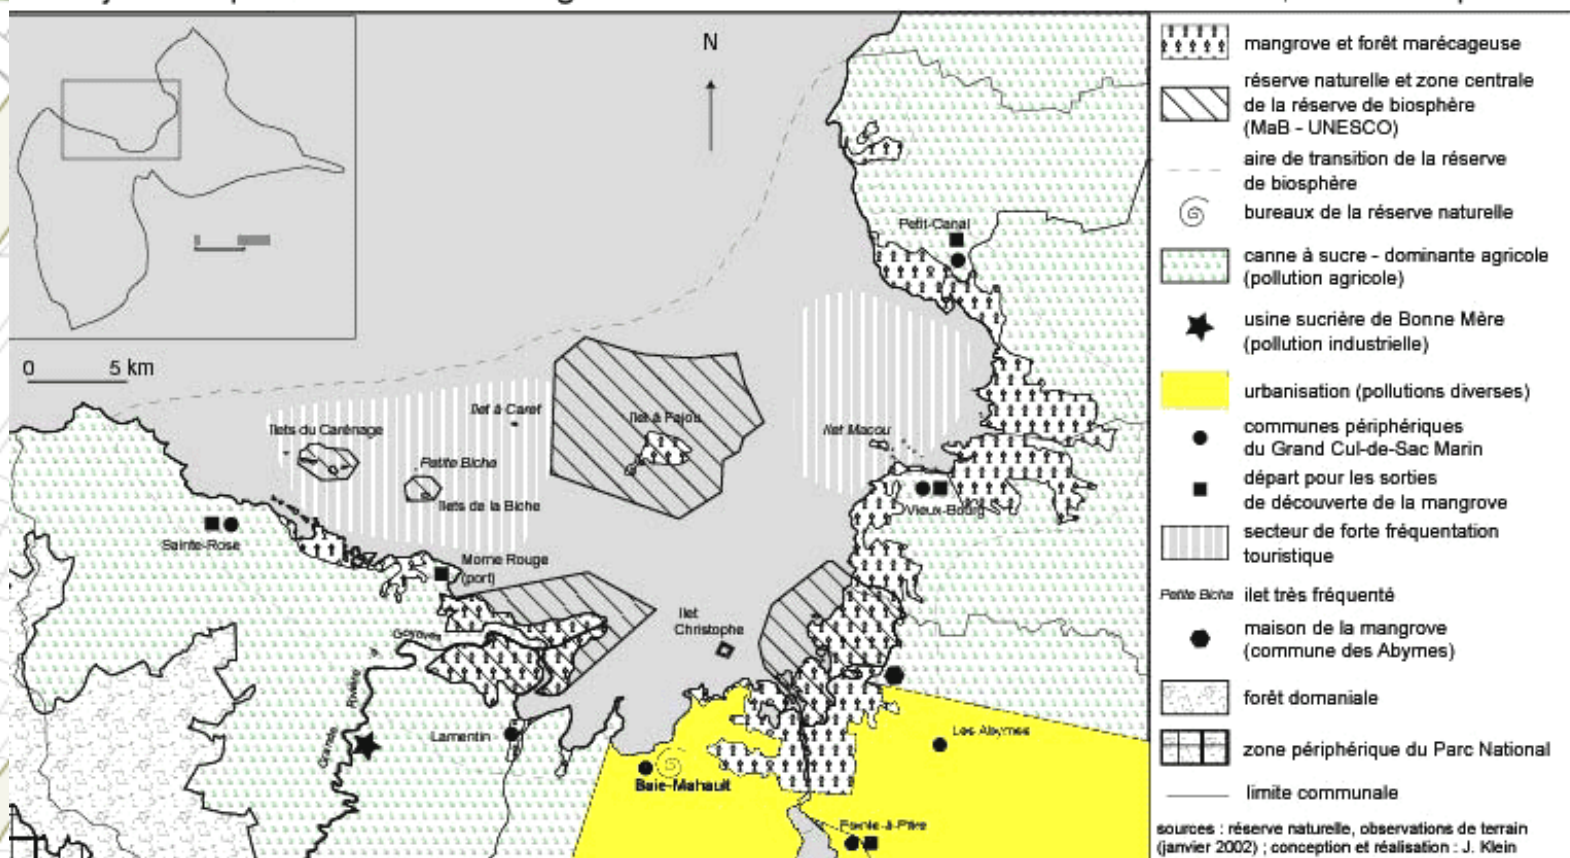 N
0 5 km
Petit-Canal
Ilet à Caret
Ilet à Fajou
Ilets du Carénage
Ilet Macou
Petite Biche
Ilets de la Biche
Vieux-Bourg
Sainte-Rose
Morne Rouge
(port)
Ilet
Christophe
Goyaves
Rivière
Grande
Lamentin
Les Abymes
Baie-Mahault
Pointe-à-Pitre
mangrove et forêt marécageuse
réserve naturelle et zone centrale
de la réserve de biosphère
(MaB - UNESCO)
aire de transition de la réserve
de biosphère
bureaux de la réserve naturelle
canne à sucre - dominante agricole
(pollution agricole)
usine sucrière de Bonne Mère
(pollution industrielle)
urbanisation (pollutions diverses)
communes périphériques
du Grand Cul-de-Sac Marin
départ pour les sorties
de découverte de la mangrove
secteur de forte fréquentation
touristique
Petite Biche ilet très fréquenté
maison de la mangrove
(commune des Abymes)
forêt domaniale
zone périphérique du Parc National
limite communale
sources : réserve naturelle, observations de terrain
(janvier 2002) ; conception et réalisation : J. Klein